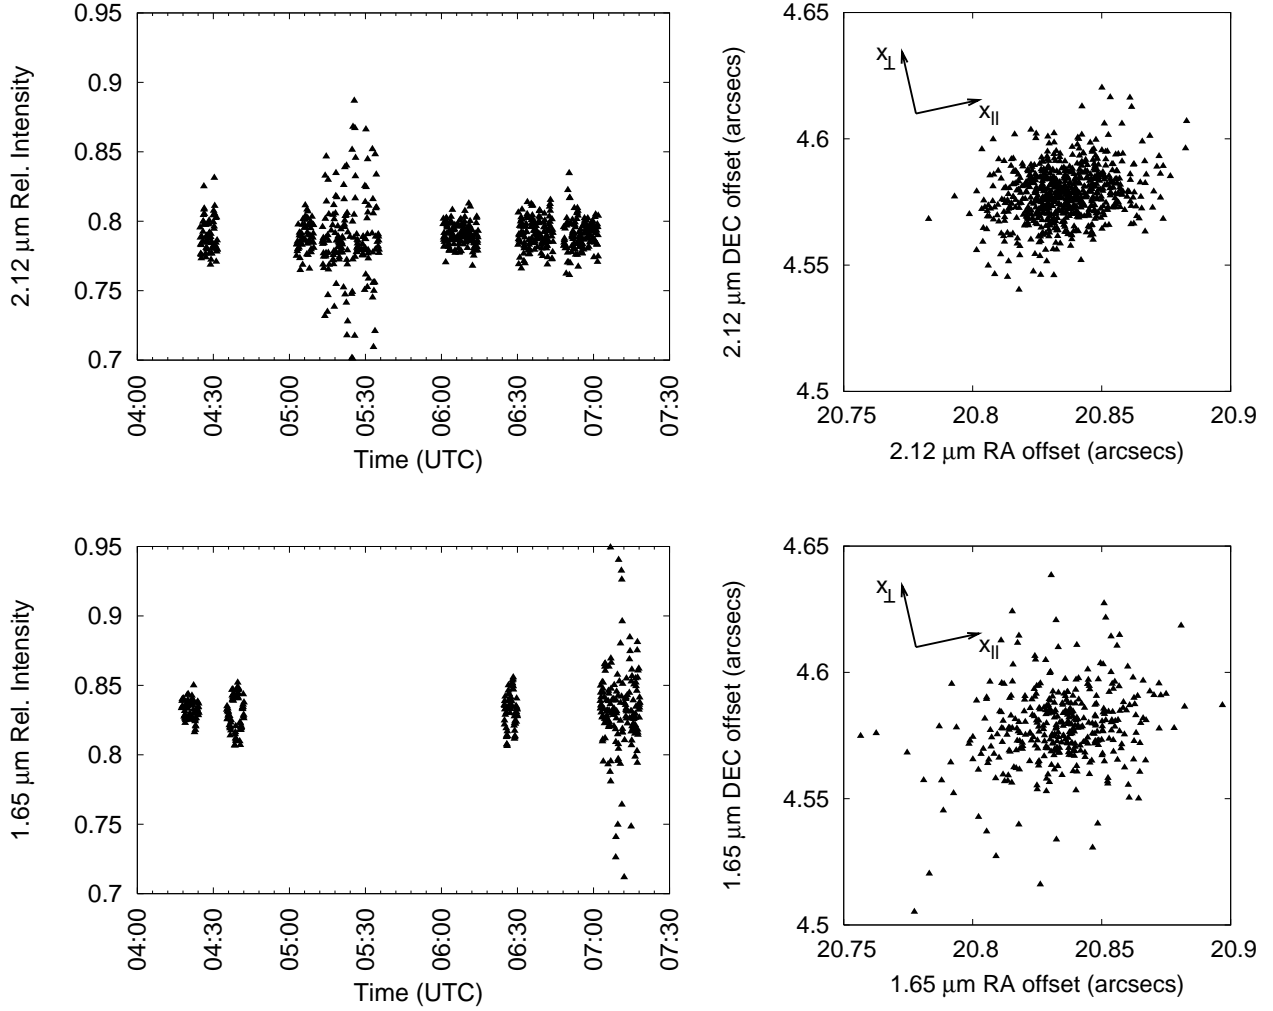 0.95
0.9
0.85
0.8
0.75
0.7
2.12 μm Rel. Intensity
04:00 04:30 05:00 05:30 06:00 06:30 07:00 07:30
Time (UTC)
4.65
4.6
4.55
4.5
2.12 μm DEC offset (arcsecs)
x⊥
x||
20.75 20.8 20.85 20.9
2.12 μm RA offset (arcsecs)
0.95
0.9
0.85
0.8
0.75
0.7
1.65 μm Rel. Intensity
04:00 04:30 05:00 05:30 06:00 06:30 07:00 07:30
Time (UTC)
4.65
4.6
4.55
4.5
1.65 μm DEC offset (arcsecs)
x⊥
x||
20.75 20.8 20.85 20.9
1.65 μm RA offset (arcsecs)